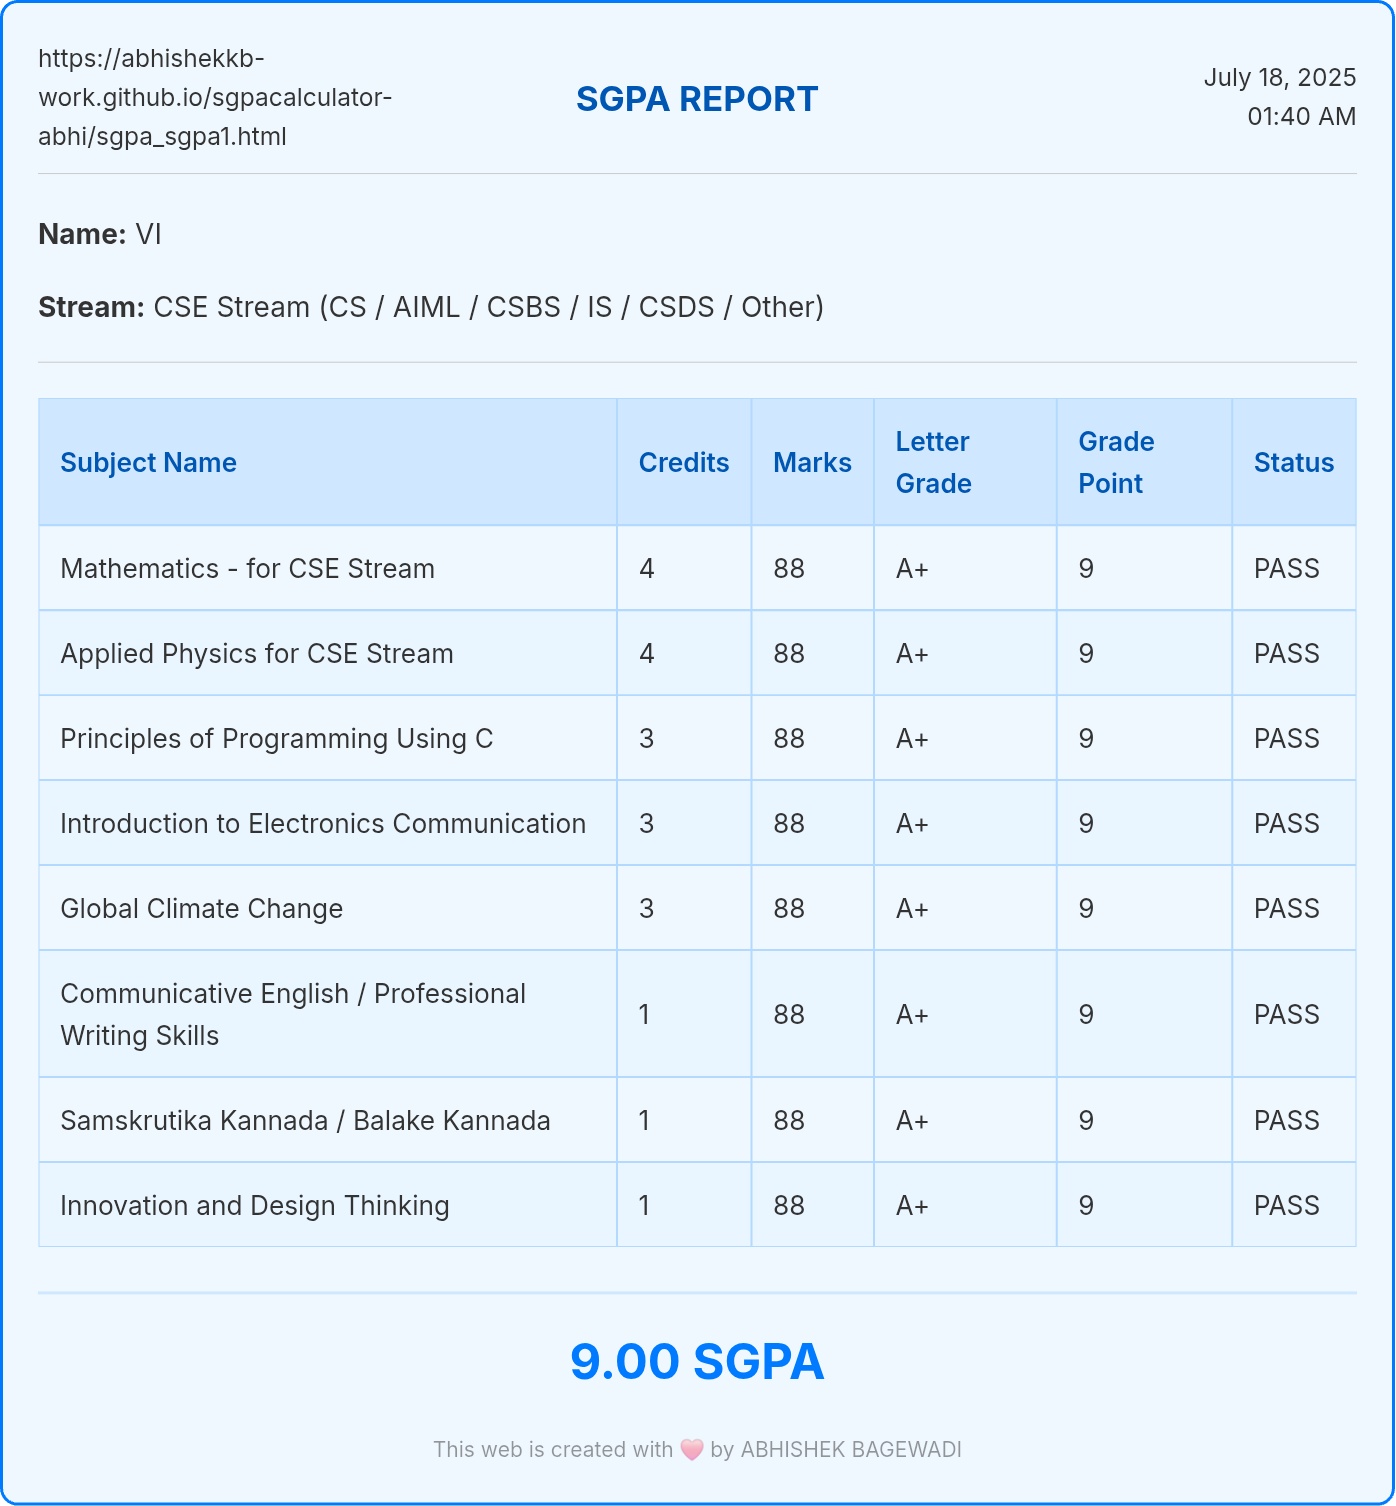 https://abhishekkb-
work.github.io/sgpacalculator-
abhi/sgpa_sgpa1.html
SGPA REPORT
July 18, 2025
01:40 AM
Name: VI
Stream: CSE Stream (CS / AIML / CSBS / IS / CSDS / Other)
Subject Name Credits Marks Letter Grade Grade Point Status
Mathematics - for CSE Stream 4 88 A+ 9 PASS
Applied Physics for CSE Stream 4 88 A+ 9 PASS
Principles of Programming Using C 3 88 A+ 9 PASS
Introduction to Electronics Communication 3 88 A+ 9 PASS
Global Climate Change 3 88 A+ 9 PASS
Communicative English / Professional
Writing Skills 1 88 A+ 9 PASS
Samskrutika Kannada / Balake Kannada 1 88 A+ 9 PASS
Innovation and Design Thinking 1 88 A+ 9 PASS
9.00 SGPA
This web is created with 🩷 by ABHISHEK BAGEWADI